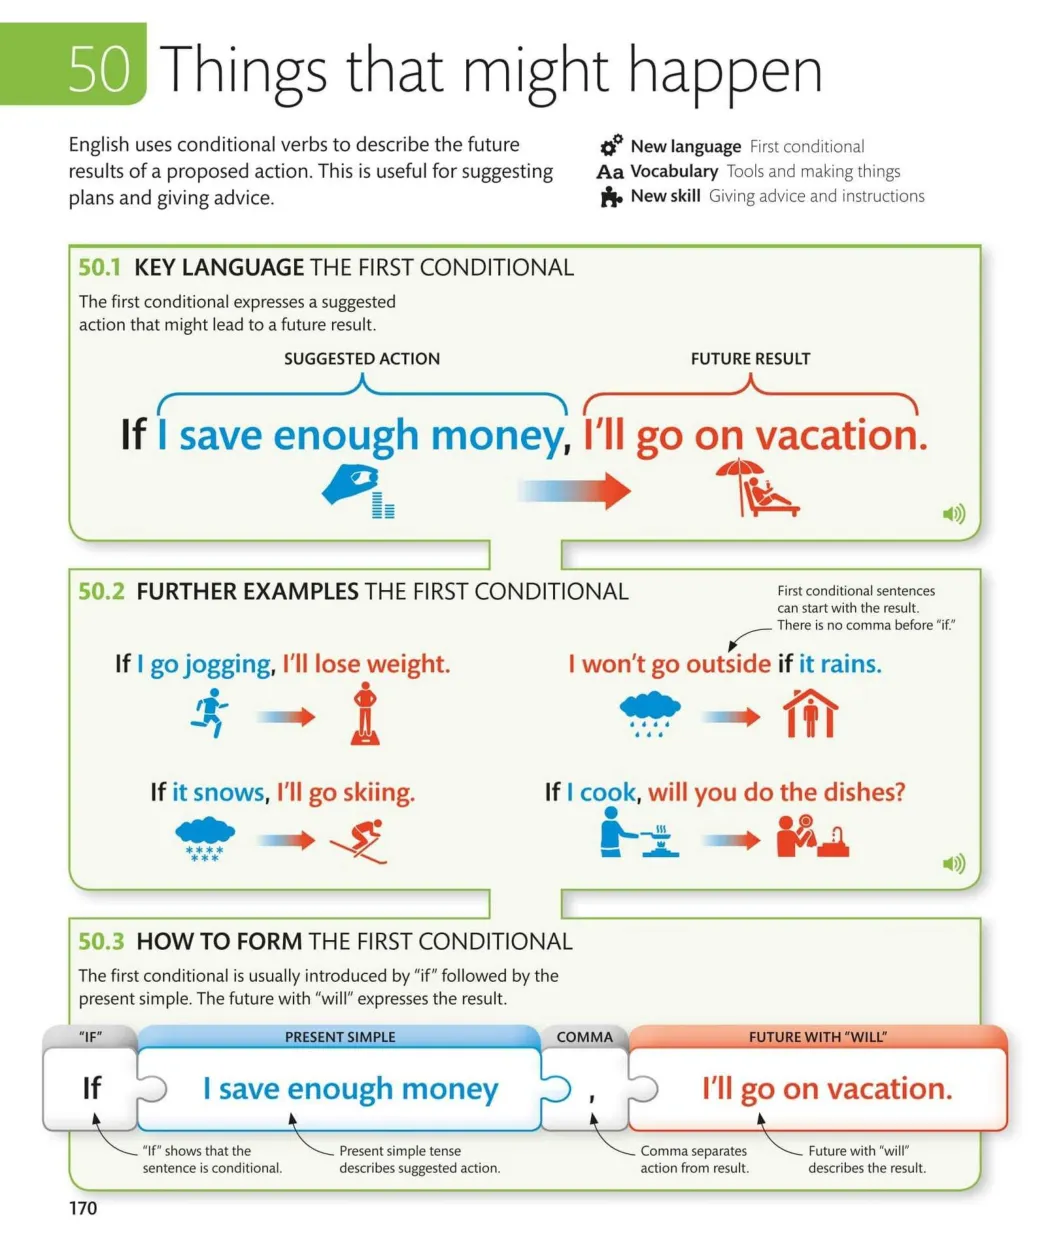 50 Things that might happen
English uses conditional verbs to describe the future
results of a proposed action. This is useful for suggesting
plans and giving advice.
New language First conditional
Aa Vocabulary Tools and making things
New skill Giving advice and instructions
50.1 KEY LANGUAGE THE FIRST CONDITIONAL
The first conditional expresses a suggested
action that might lead to a future result.
SUGGESTED ACTION
FUTURE RESULT
If I save enough money, I’ll go on vacation.
50.2 FURTHER EXAMPLES THE FIRST CONDITIONAL
First conditional sentences
can start with the result.
There is no comma before “if.”
If I go jogging, I’ll lose weight.
I won’t go outside if it rains.
If it snows, I’ll go skiing.
If I cook, will you do the dishes?
50.3 HOW TO FORM THE FIRST CONDITIONAL
The first conditional is usually introduced by “if” followed by the
present simple. The future with “will” expresses the result.
“IF”
PRESENT SIMPLE
COMMA
FUTURE WITH “WILL”
If
I save enough money
,
I’ll go on vacation.
“If” shows that the
sentence is conditional.
Present simple tense
describes suggested action.
Comma separates
action from result.
Future with “will”
describes the result.
170